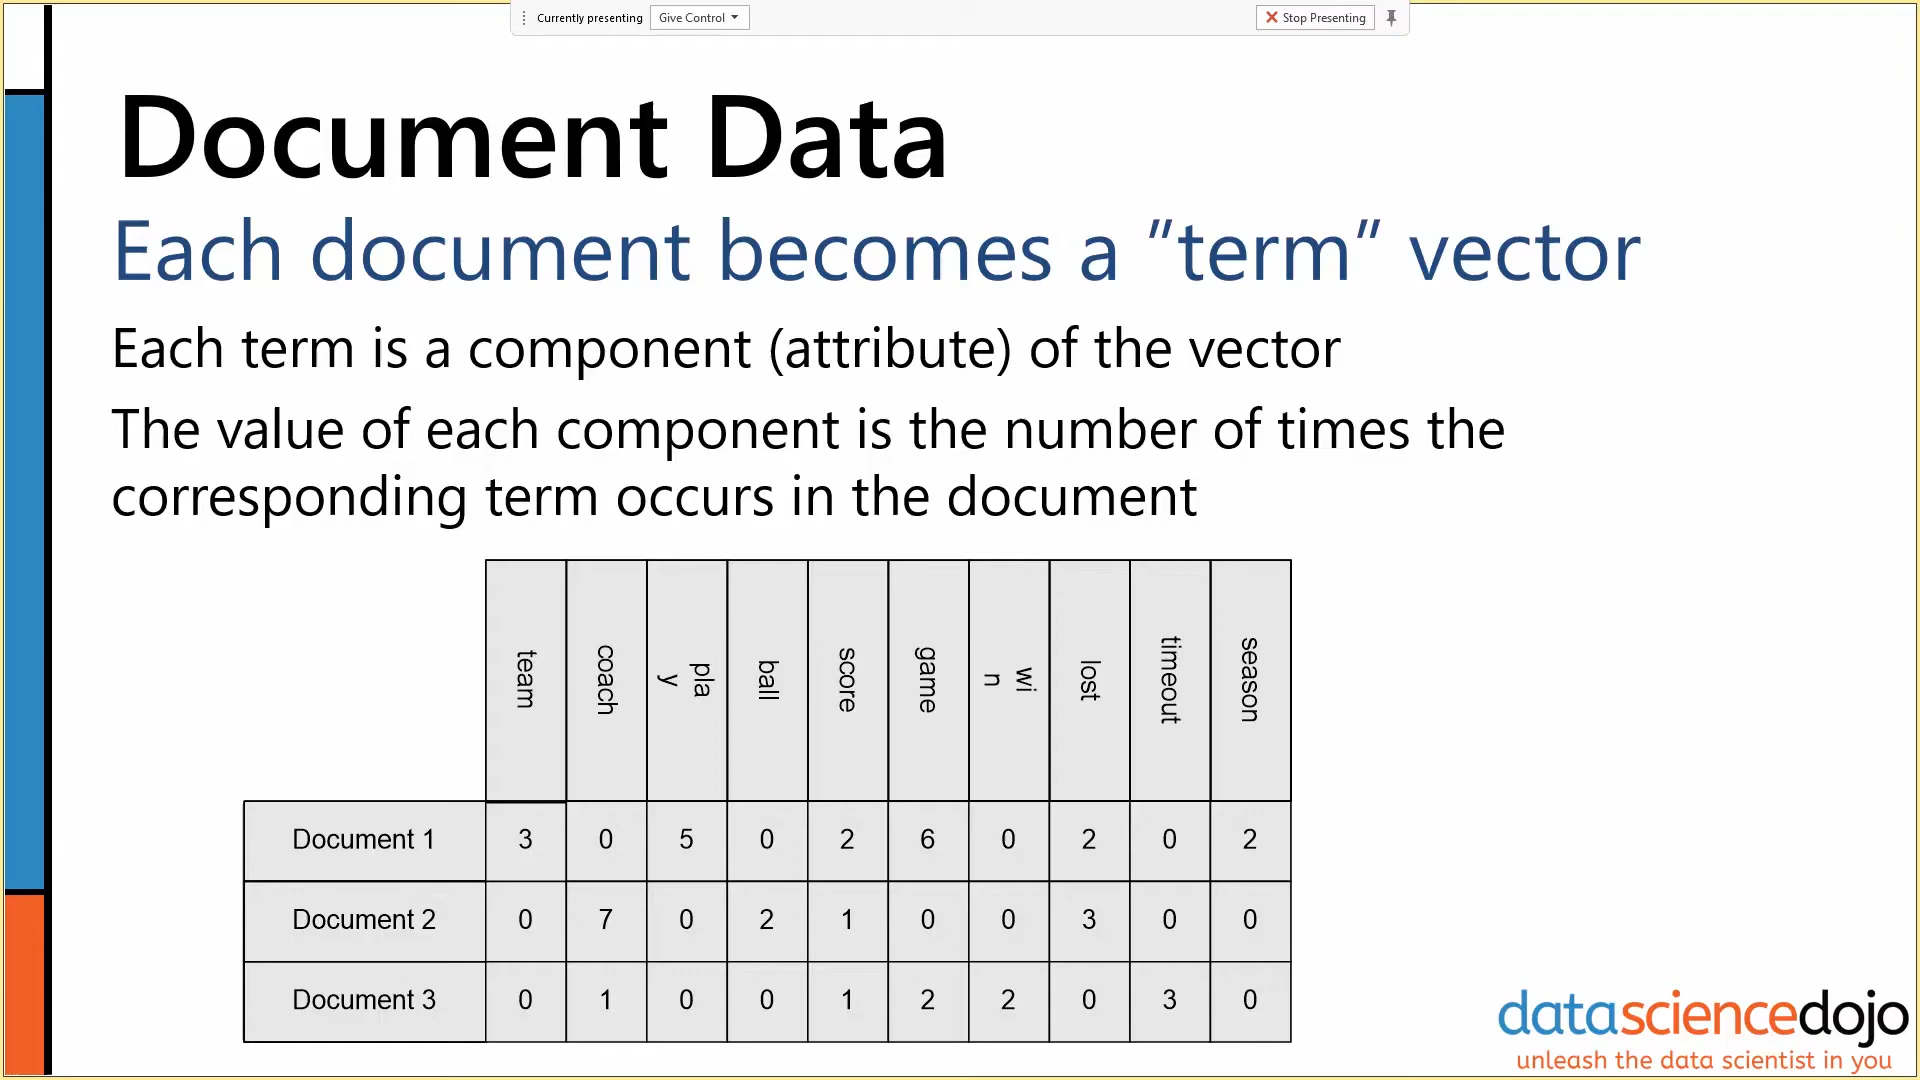 Currently presenting Give Control Stop Presenting
Document Data
Each document becomes a "term" vector
Each term is a component (attribute) of the vector
The value of each component is the number of times the
corresponding term occurs in the document
team coach play ball score game win lost timeout season
Document 1 3 0 5 0 2 6 0 2 0 2
Document 2 0 7 0 2 1 0 0 3 0 0
Document 3 0 1 0 0 1 2 2 0 3 0
datasciencedojo
unleash the data scientist in you